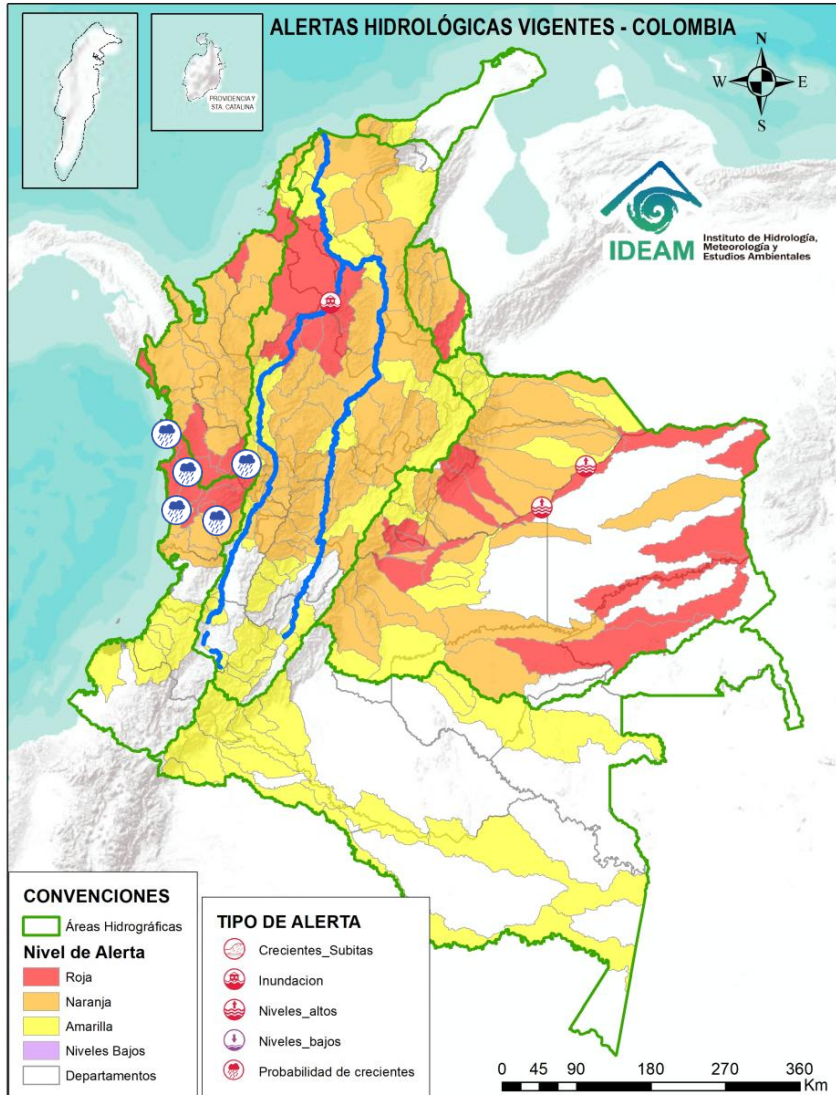 ALERTAS HIDROLÓGICAS VIGENTES - COLOMBIA
PROVIDENCIA Y
STA. CATALINA
N
W
E
S
IDEAM
Instituto de Hidrología,
Meteorología y
Estudios Ambientales
CONVENCIONES
Áreas Hidrográficas
Nivel de Alerta
Roja
Naranja
Amarilla
Niveles Bajos
Departamentos
TIPO DE ALERTA
Crecientes_Subitas
Inundacion
Niveles_altos
Niveles_bajos
Probabilidad de crecientes
0 45 90 180 270 360
Km